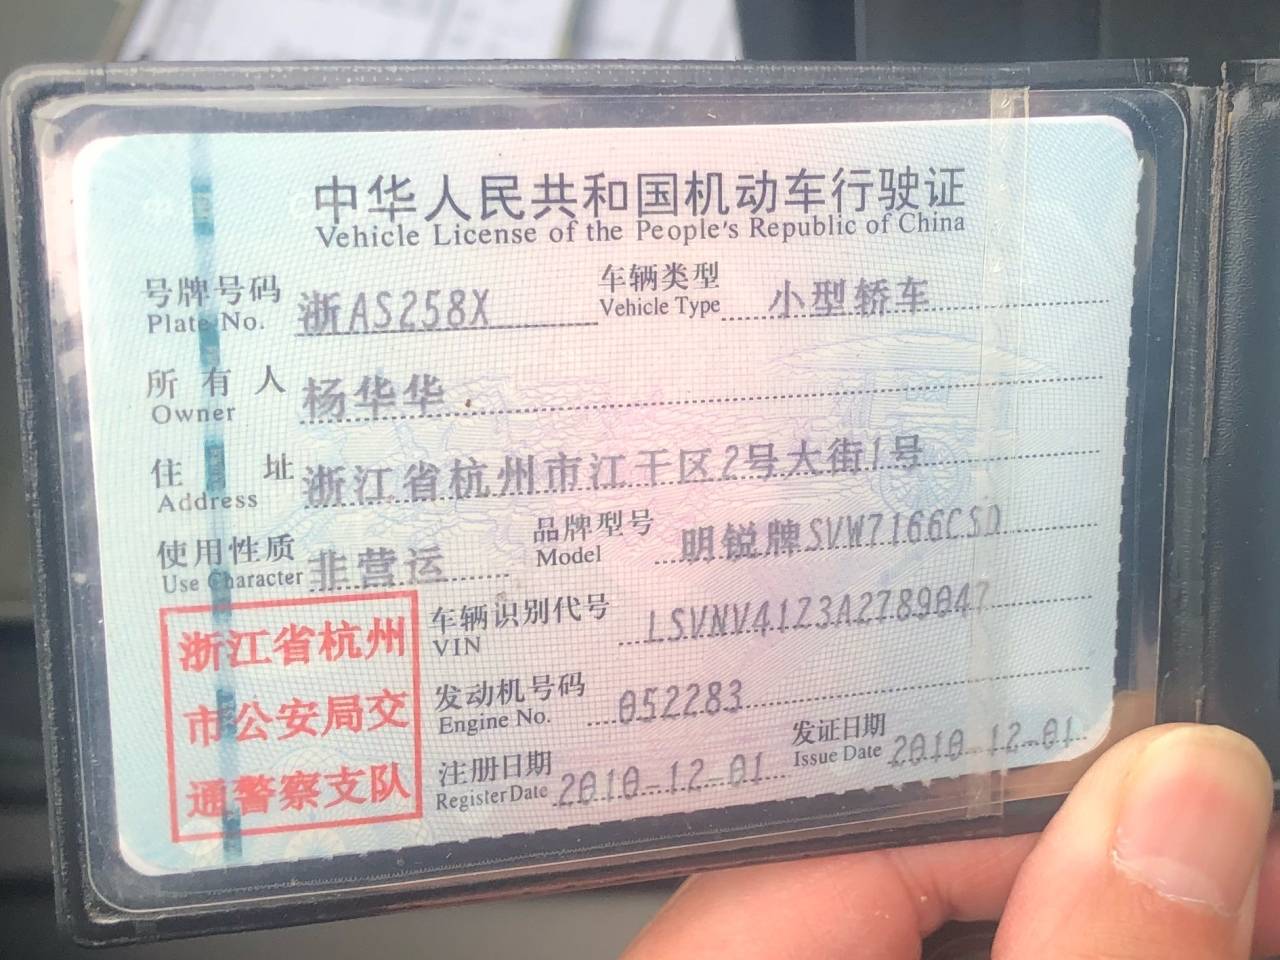 中华人民共和国机动车行驶证
Vehicle License of the People's Republic of China
号牌号码 浙AS258X 车辆类型 小型轿车
Plate No. Vehicle Type
所有人 杨华华
Owner
住址 浙江省杭州市江干区2号大街1号
Address
使用性质 非营运 品牌型号 明锐牌SVW7166CSD
Use Character Model
浙江省杭州
市公安局交
通警察支队
车辆识别代号 LSVNV41Z3A2789047
VIN
发动机号码 052283
Engine No.
注册日期 2010-12-01 发证日期 2010-12-01
Register Date Issue Date